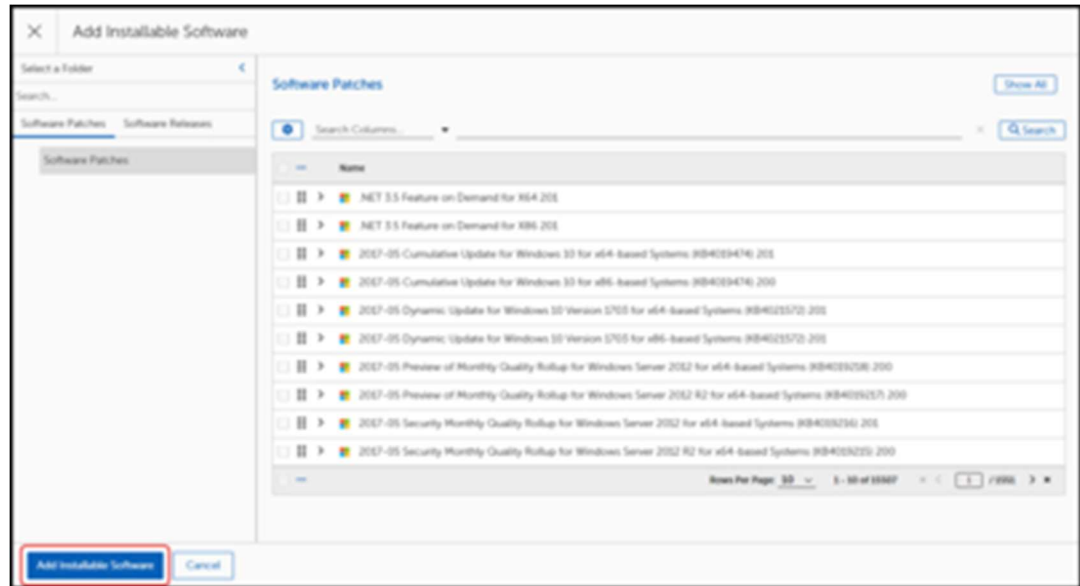 Add Installable Software
Select a Folder
Search...
Software Patches Software Releases
Software Patches
Software Patches
Show All
Search Columns...
Search
Name
.NET 3.5 Feature on Demand for X64 201
.NET 3.5 Feature on Demand for X86 201
2017-05 Cumulative Update for Windows 10 for x64-based Systems (KB4019474) 201
2017-05 Cumulative Update for Windows 10 for x86-based Systems (KB4019474) 200
2017-05 Dynamic Update for Windows 10 Version 1703 for x64-based Systems (KB4021572) 201
2017-05 Dynamic Update for Windows 10 Version 1703 for x86-based Systems (KB4021572) 201
2017-05 Preview of Monthly Quality Rollup for Windows Server 2012 for x64-based Systems (KB4019218) 200
2017-05 Preview of Monthly Quality Rollup for Windows Server 2012 R2 for x64-based Systems (KB4019217) 200
2017-05 Security Monthly Quality Rollup for Windows Server 2012 for x64-based Systems (KB4019216) 201
2017-05 Security Monthly Quality Rollup for Windows Server 2012 R2 for x64-based Systems (KB4019215) 200
Rows Per Page: 10 1 - 10 of 1
Add Installable Software Cancel